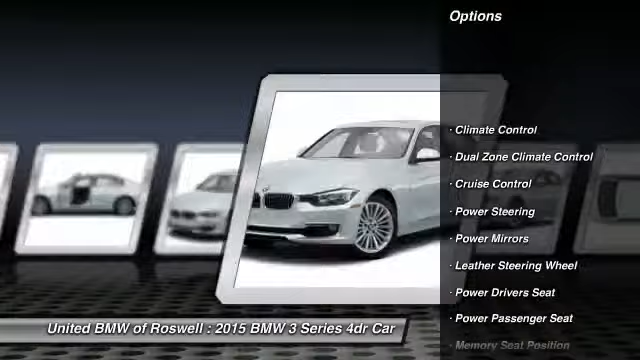 Options
· Climate Control
· Dual Zone Climate Control
· Cruise Control
· Power Steering
· Power Mirrors
· Leather Steering Wheel
· Power Drivers Seat
· Power Passenger Seat
· Memory Seat Position
United BMW of Roswell : 2015 BMW 3 Series 4dr Car